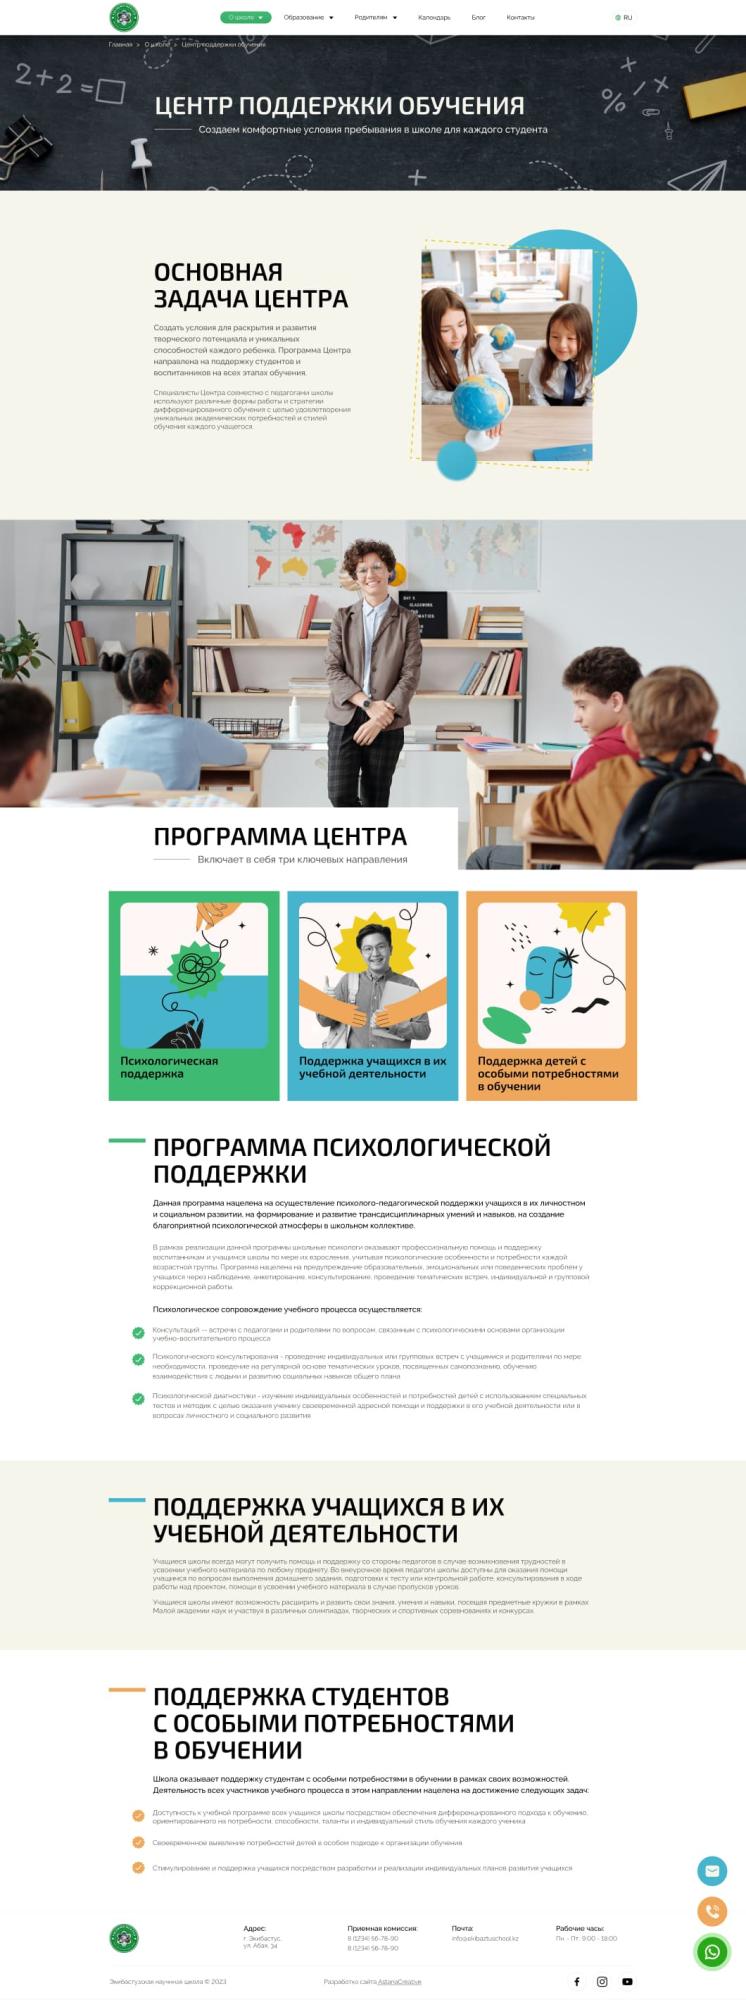 О школе
Образование
Родителям
Календарь
Блог
Контакты
RU
Главная > О школе > Центр поддержки обучения
2+2=
% / ×
ЦЕНТР ПОДДЕРЖКИ ОБУЧЕНИЯ
Создаем комфортные условия пребывания в школе для каждого студента
ОСНОВНАЯ
ЗАДАЧА ЦЕНТРА
Создать условия для раскрытия и развития
творческого потенциала и уникальных
способностей каждого ребенка. Программа Центра
направлена на поддержку студентов и
воспитанников на всех этапах обучения.
Специалисты Центра совместно с педагогами школы
используют различные формы работы и стратегии
дифференцированного обучения с целью удовлетворения
уникальных академических потребностей и стилей
обучения каждого учащегося.
ПРОГРАММА ЦЕНТРА
Включает в себя три ключевых направления
Психологическая
поддержка
Поддержка учащихся в их
учебной деятельности
Поддержка детей с
особыми потребностями
в обучении
ПРОГРАММА ПСИХОЛОГИЧЕСКОЙ
ПОДДЕРЖКИ
Данная программа нацелена на осуществление психолого-педагогической поддержки учащихся в их личностном
и социальном развитии, на формирование и развитие трансдисциплинарных умений и навыков, на создание
благоприятной психологической атмосферы в школьном коллективе.
В рамках реализации данной программы школьные психологи оказывают профессиональную помощь и поддержку
воспитанникам и учащимся школы по мере их взросления, учитывая психологические особенности и потребности каждой
возрастной группы. Программа нацелена на предупреждение образовательных, эмоциональных или поведенческих проблем у
учащихся через наблюдение, анкетирование, консультирование, проведение тематических встреч, индивидуальной и групповой
коррекционной работы.
Психологическое сопровождение учебного процесса осуществляется:
Консультаций — встречи с педагогами и родителями по вопросам, связанным с психологическими основами организации
учебно-воспитательного процесса
Психологического консультирования - проведение индивидуальных или групповых встреч с учащимися и родителями по мере
необходимости, проведение на регулярной основе тематических уроков, посвященных самопознанию, обучению
взаимодействия с людьми и развитию социальных навыков общего плана
Психологической диагностики - изучение индивидуальных особенностей и потребностей детей с использованием специальных
тестов и методик с целью оказания ученику своевременной адресной помощи и поддержки в его учебной деятельности или в
вопросах личностного и социального развития
ПОДДЕРЖКА УЧАЩИХСЯ В ИХ
УЧЕБНОЙ ДЕЯТЕЛЬНОСТИ
Учащиеся школы всегда могут получить помощь и поддержку со стороны педагогов в случае возникновения трудностей в
усвоении учебного материала по любому предмету. Во внеурочное время педагоги школы доступны для оказания помощи
учащимся по вопросам выполнения домашнего задания, подготовки к тесту или контрольной работе, консультирования в ходе
работы над проектом, помощи в усвоении учебного материала в случае пропусков уроков.
Учащиеся школы имеют возможность расширить и развить свои знания, умения и навыки, посещая предметные кружки в рамках
Малой академии наук и участвуя в различных олимпиадах, творческих и спортивных соревнованиях и конкурсах.
ПОДДЕРЖКА СТУДЕНТОВ
С ОСОБЫМИ ПОТРЕБНОСТЯМИ
В ОБУЧЕНИИ
Школа оказывает поддержку студентам с особыми потребностями в обучении в рамках своих возможностей.
Деятельность всех участников учебного процесса в этом направлении нацелена на достижение следующих задач:
Доступность к учебной программе всех учащихся школы посредством обеспечения дифференцированного подхода к обучению,
ориентированного на потребности, способности, таланты и индивидуальный стиль обучения каждого ученика
Своевременное выявление потребностей детей в особом подходе к организации обучения
Стимулирование и поддержка учащихся посредством разработки и реализации индивидуальных планов развития учащихся
Адрес:
г. Экибастус,
ул. Абая, 34
Приемная комиссия:
8 (1234) 56-78-90
8 (1234) 56-78-90
Почта:
info@ekibaztuschool.kz
Рабочие часы:
Пн. - Пт: 9:00 - 18:00
Экибастузская научная школа © 2023
Разработка сайта AstanaCreative